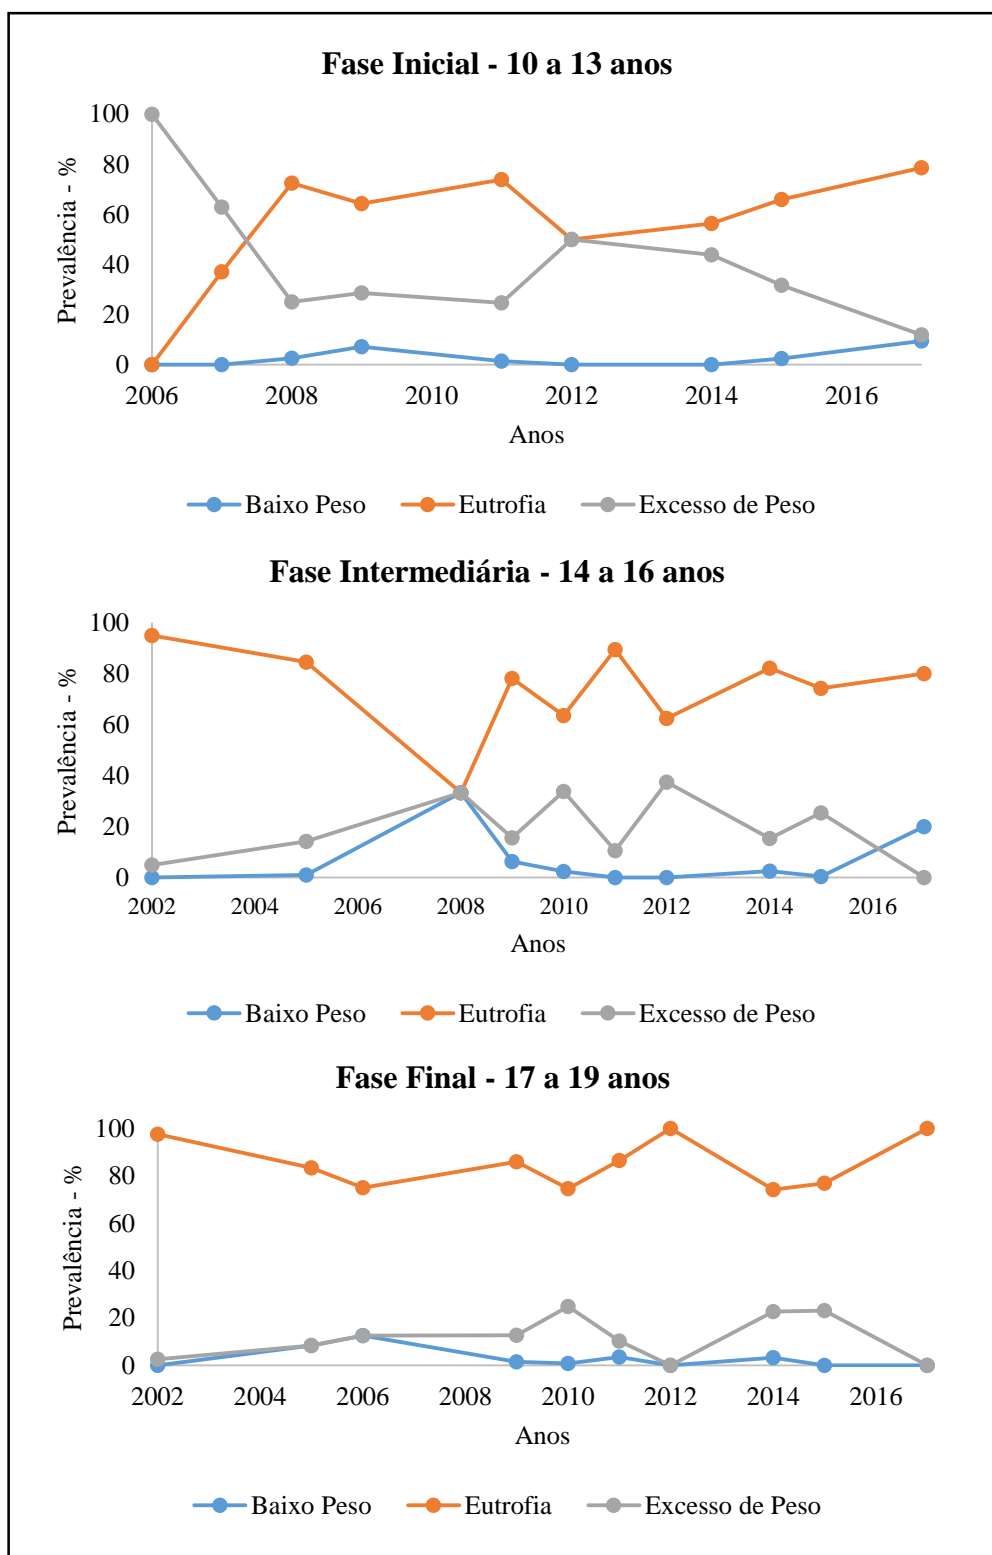 Fase Inicial - 10 a 13 anos
Prevalência - %
100
80
60
40
20
0
2006 2008 2010 2012 2014 2016
Anos
Baixo Peso Eutrofia Excesso de Peso
Fase Intermediária - 14 a 16 anos
Prevalência - %
100
80
60
40
20
0
2002 2004 2006 2008 2010 2012 2014 2016
Anos
Baixo Peso Eutrofia Excesso de Peso
Fase Final - 17 a 19 anos
Prevalência - %
100
80
60
40
20
0
2002 2004 2006 2008 2010 2012 2014 2016
Anos
Baixo Peso Eutrofia Excesso de Peso